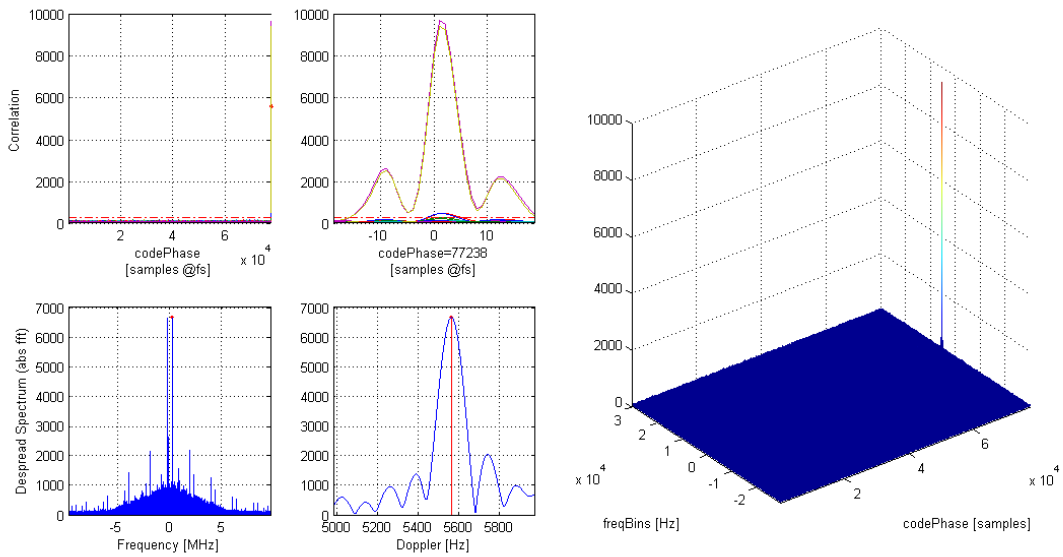 10000
8000
6000
4000
2000
0
Correlation
2 4 6
x 10^4
codePhase
[samples @fs]
10000
8000
6000
4000
2000
0
-10 0 10
codePhase=77238
[samples @fs]
7000
6000
5000
4000
3000
2000
1000
0
Despread Spectrum (abs fft)
-5 0 5
Frequency [MHz]
7000
6000
5000
4000
3000
2000
1000
0
5000 5200 5400 5600 5800
Doppler [Hz]
10000
8000
6000
4000
2000
0
3
2
1
0
-1
-2
x 10^4
freqBins [Hz]
2
4
6
x 10^4
codePhase [samples]